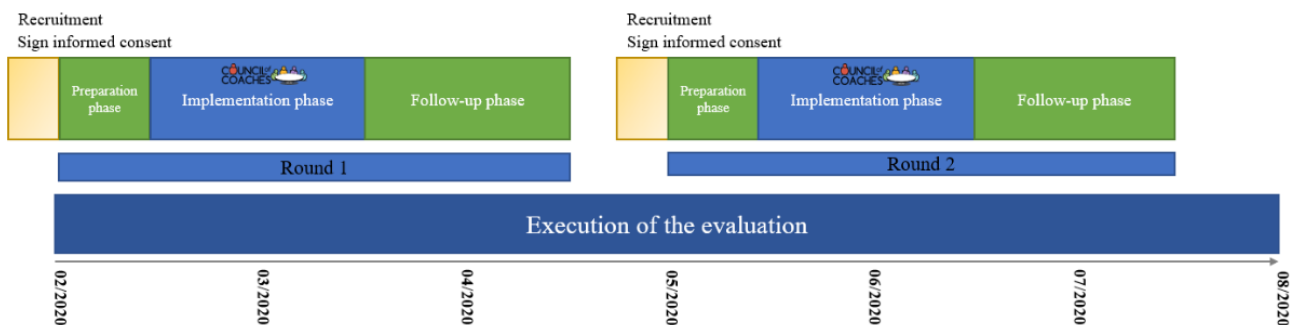 Recruitment
Sign informed consent
Preparation
phase
COUNCIL of
COACHES
Implementation phase
Follow-up phase
Round 1
Recruitment
Sign informed consent
Preparation
phase
COUNCIL of
COACHES
Implementation phase
Follow-up phase
Round 2
Execution of the evaluation
02/2020
03/2020
04/2020
05/2020
06/2020
07/2020
08/2020